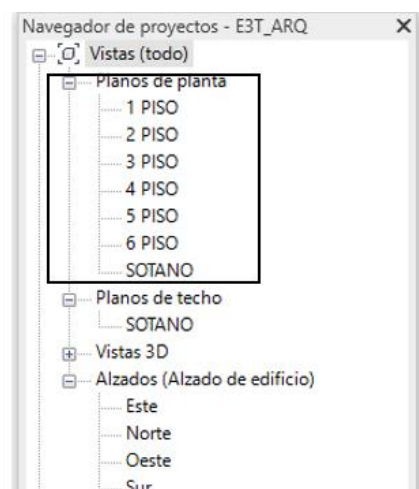 Navegador de proyectos - E3T_ARQ
Vistas (todo)
Planos de planta
1 PISO
2 PISO
3 PISO
4 PISO
5 PISO
6 PISO
SOTANO
Planos de techo
SOTANO
Vistas 3D
Alzados (Alzado de edificio)
Este
Norte
Oeste
Sur